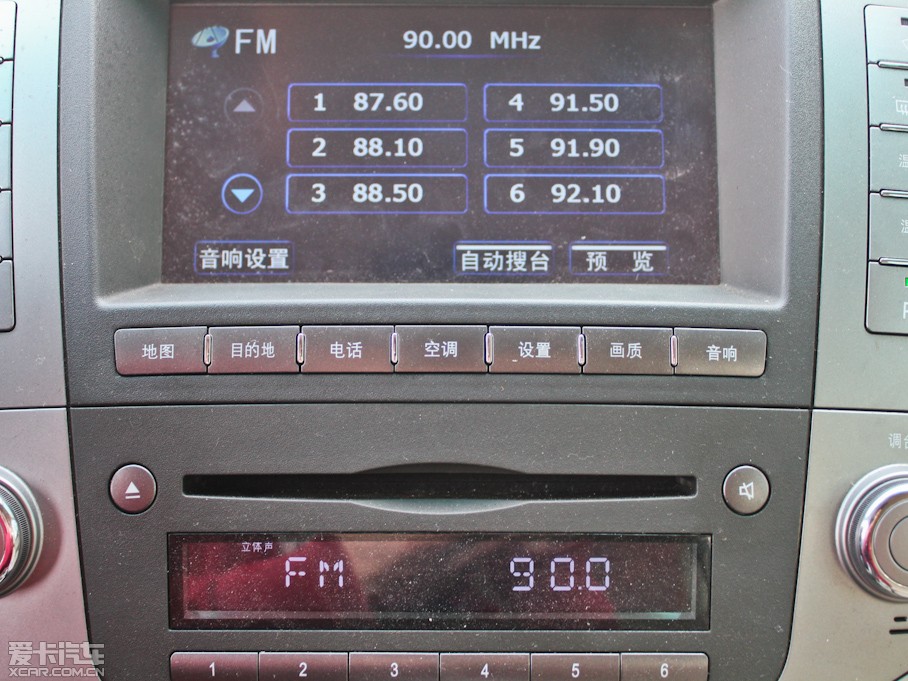 FM 90.00 MHz
1 87.60 4 91.50
2 88.10 5 91.90
3 88.50 6 92.10
音响设置 自动搜台 预 览
地图 目的地 电话 空调 设置 画质 音响
调台
立体声
FM 90.0
1 2 3 4 5 6
爱卡汽车
XCAR.COM.CN